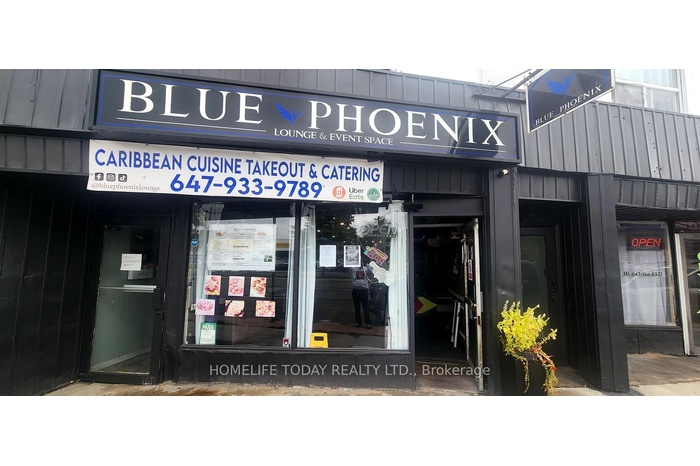 BLUE PHOENIX
LOUNGE & EVENT SPACE
BLUE PHOENIX
CARIBBEAN CUISINE TAKEOUT & CATERING
647-933-9789
@bluephoenixlounge
Uber
Eats
OPEN
OPEN
PASS
HOMELIFE TODAY REALTY LTD., Brokerage